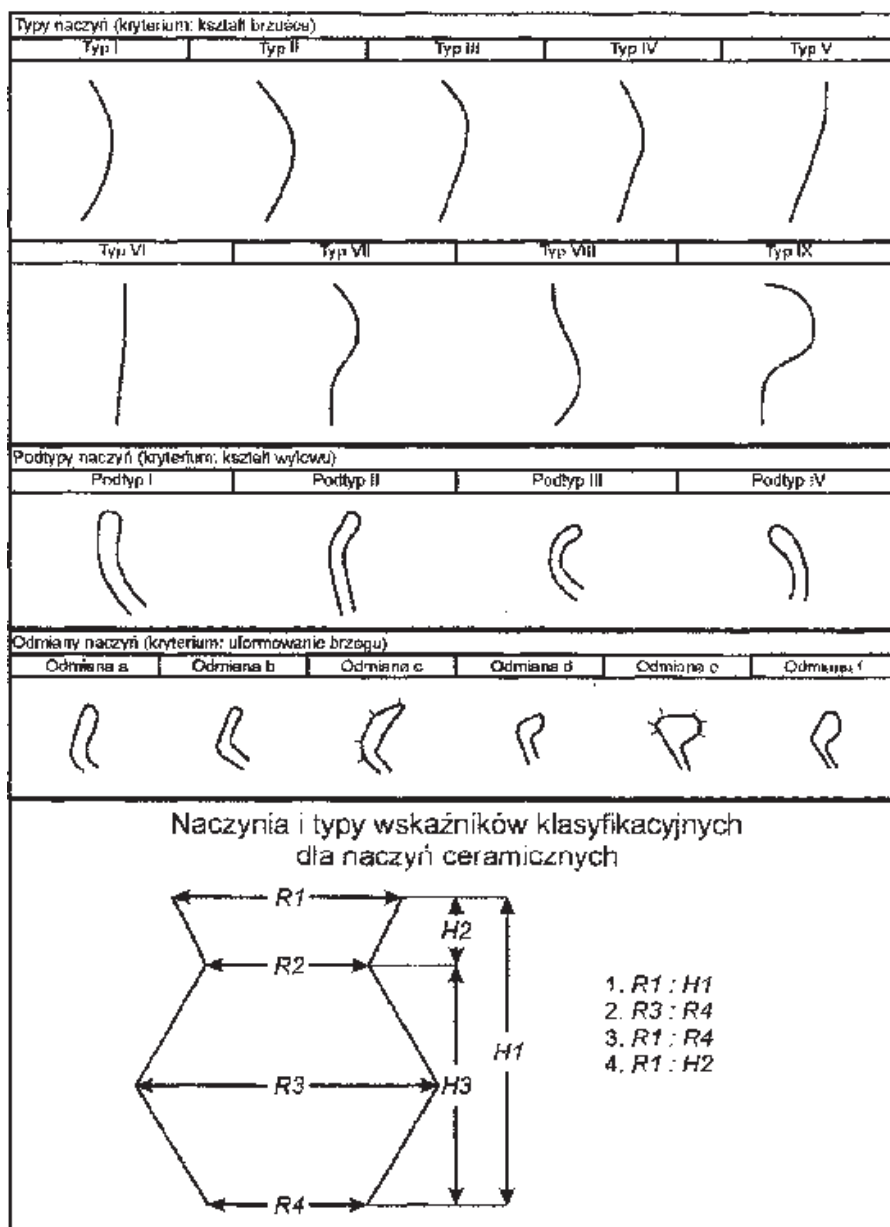 Typy naczyń (kryterium: kształt brzuśca)
Typ I Typ II Typ III Typ IV Typ V
Typ VI Typ VII Typ VIII Typ IX
Podtypy naczyń (kryterium: kształt wylewu)
Podtyp I Podtyp II Podtyp III Podtyp IV
Odmiany naczyń (kryterium: uformowanie brzegu)
Odmiana a Odmiana b Odmiana c Odmiana d Odmiana e Odmiana f
Naczynia i typy wskaźników klasyfikacyjnych
dla naczyń ceramicznych
R1
H2
R2
1. R1 : H1
2. R3 : R4
3. R1 : R4
4. R1 : H2
H1
R3
H3
R4